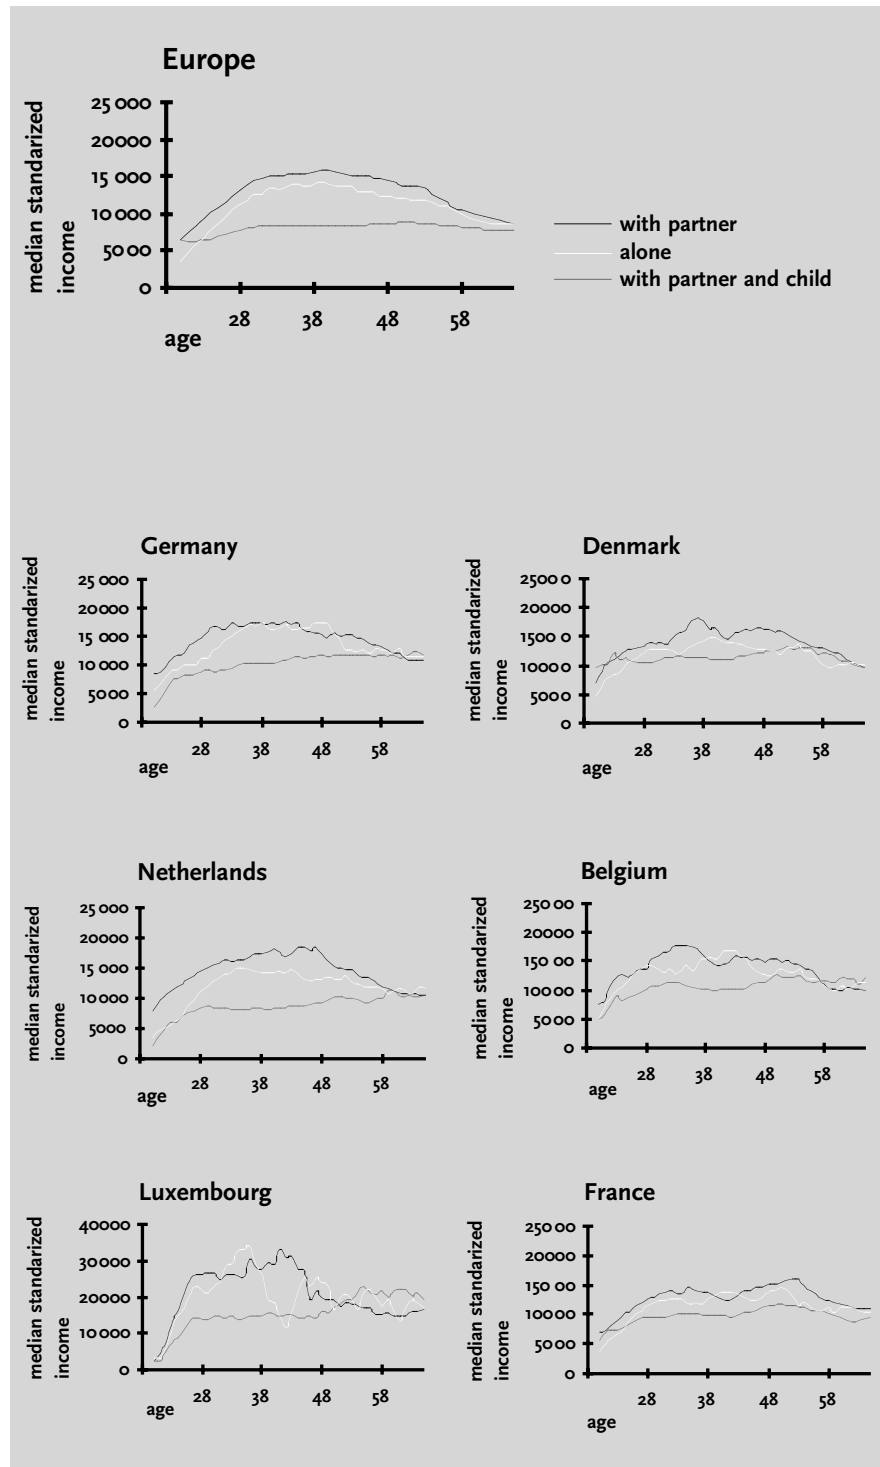 Europe
median standarized
income
25 000
20000
15 000
10 000
5000
0
28 38 48 58
age
with partner
alone
with partner and child
Germany
median standarized
income
25 000
20000
15 000
10 000
5000
0
28 38 48 58
age
Denmark
median standarized
income
25000
20000
15000
10000
5000
0
28 38 48 58
age
Netherlands
median standarized
income
25 000
20000
15 000
10 000
5000
0
28 38 48 58
age
Belgium
median standarized
income
25000
20000
15000
10000
5000
0
28 38 48 58
age
Luxembourg
median standarized
income
40000
30000
20000
10 000
0
28 38 48 58
age
France
median standarized
income
25000
20000
15000
10000
5000
0
28 38 48 58
age